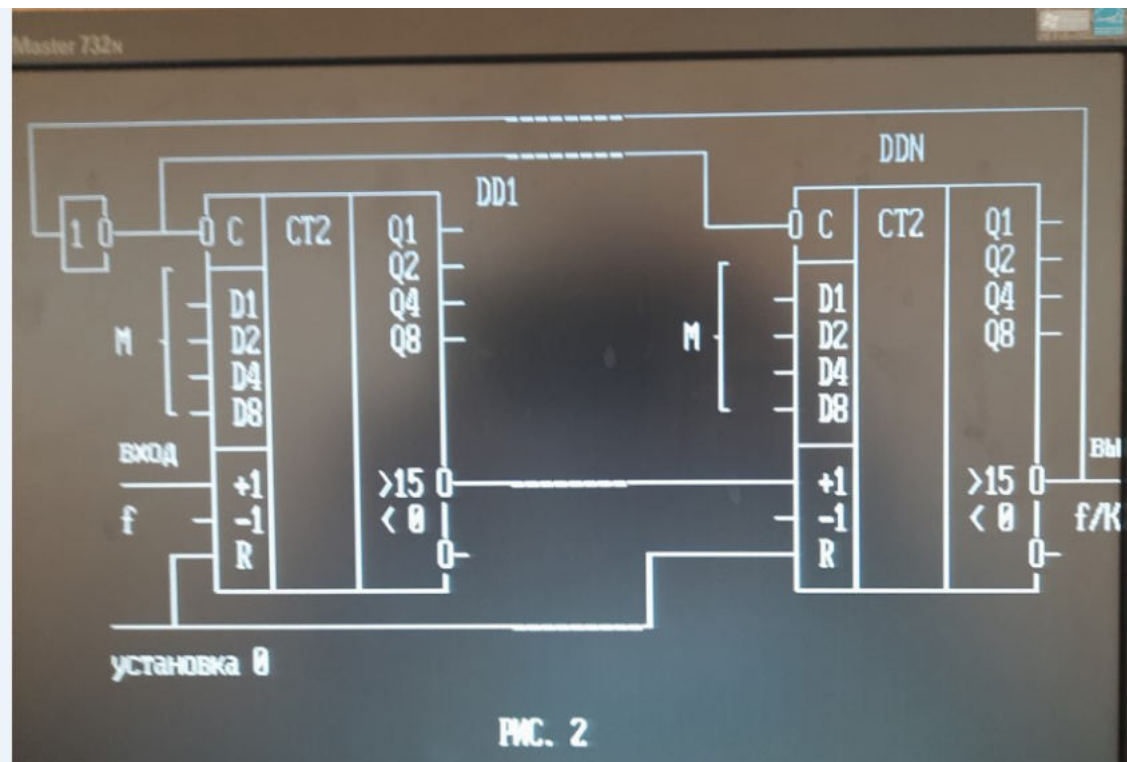 Master 732N
DDN
DD1
1
C CT2 Q1
Q2
Q4
Q8
M
D1
D2
D4
D8
вход
+1 >15
f -1 < 0
R
установка 0
C CT2 Q1
Q2
Q4
Q8
M
D1
D2
D4
D8
вы
+1 >15
-1 < 0 f/К
R
РИС. 2